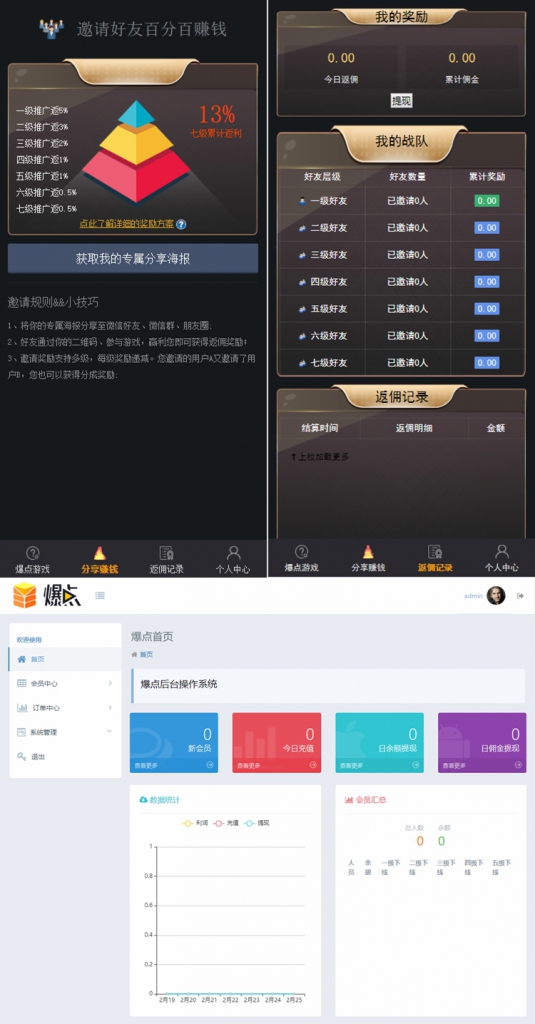 邀请好友百分百赚钱
一级推广返5%
二级推广返3%
三级推广返2%
四级推广返1%
五级推广返1%
六级推广返0.5%
七级推广返0.5%
13%
七级累计返利
点此了解详细的奖励方案 ?
获取我的专属分享海报
邀请规则&&小技巧
1、将你的专属海报分享至微信好友、微信群、朋友圈;
2、好友通过你的二维码、参与游戏，赢利您即可获得返佣奖励;
3、邀请奖励支持多级，每级奖励递减。您邀请的用户A又邀请了用
户B，您也可以获得分成奖励;
爆点游戏 分享赚钱 返佣记录 个人中心
我的奖励
0.00 0.00
今日返佣 累计佣金
提现
我的战队
好友层级 好友数量 累计奖励
一级好友 已邀请0人 0.00
二级好友 已邀请0人 0.00
三级好友 已邀请0人 0.00
四级好友 已邀请0人 0.00
五级好友 已邀请0人 0.00
六级好友 已邀请0人 0.00
七级好友 已邀请0人 0.00
返佣记录
结算时间 返佣明细 金额
↑上拉加载更多
爆点游戏 分享赚钱 返佣记录 个人中心
爆点
admin
欢迎使用
首页
会员中心
订单中心
系统管理
退出
爆点首页
首页
爆点后台操作系统
0
新会员
查看更多
0
今日充值
查看更多
0
日余额提现
查看更多
0
日佣金提现
查看更多
数据统计
利润 充值 提现
1
0.8
0.6
0.4
0.2
0
2月19 2月20 2月21 2月22 2月23 2月24 2月25
会员汇总
总人数 余额
0 0
人员 余额 一级下线 二级下线 三级下线 四级下线 五级下线